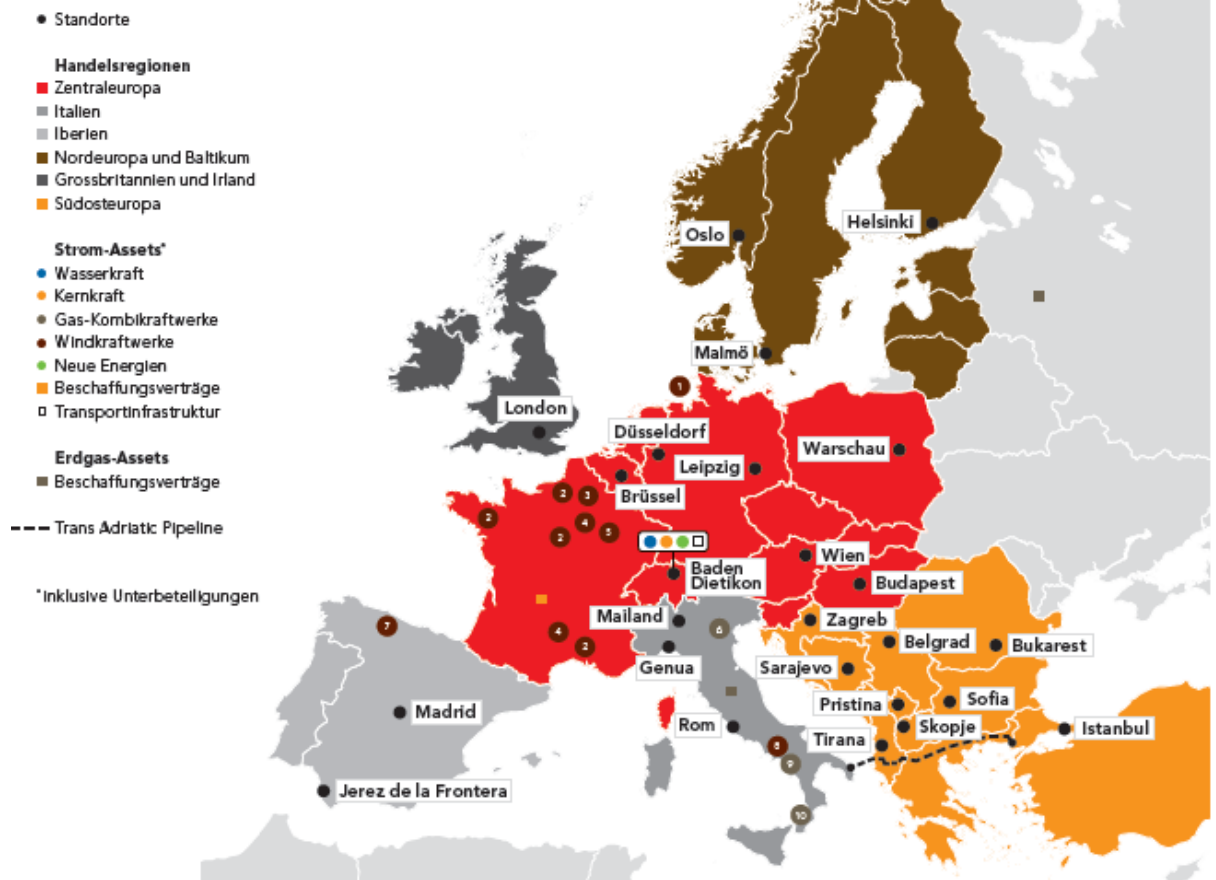 Standorte
Handelsregionen
Zentraleuropa
Italien
Iberien
Nordeuropa und Baltikum
Grossbritannien und Irland
Südosteuropa
Strom-Assets*
Wasserkraft
Kernkraft
Gas-Kombikraftwerke
Windkraftwerke
Neue Energien
Beschaffungsverträge
Transportinfrastruktur
Erdgas-Assets
Beschaffungsverträge
Trans Adriatic Pipeline
*inklusive Unterbeteiligungen
Oslo
Helsinki
Malmö
1
London
Düsseldorf
Leipzig
Warschau
Brüssel
2
3
2
4
2
5
Baden
Dietikon
Wien
Budapest
Mailand
Zagreb
7
4
2
6
Genua
Belgrad
Bukarest
Sarajevo
Madrid
Pristina
Sofia
Rom
Tirana
Skopje
Istanbul
8
9
Jerez de la Frontera
10